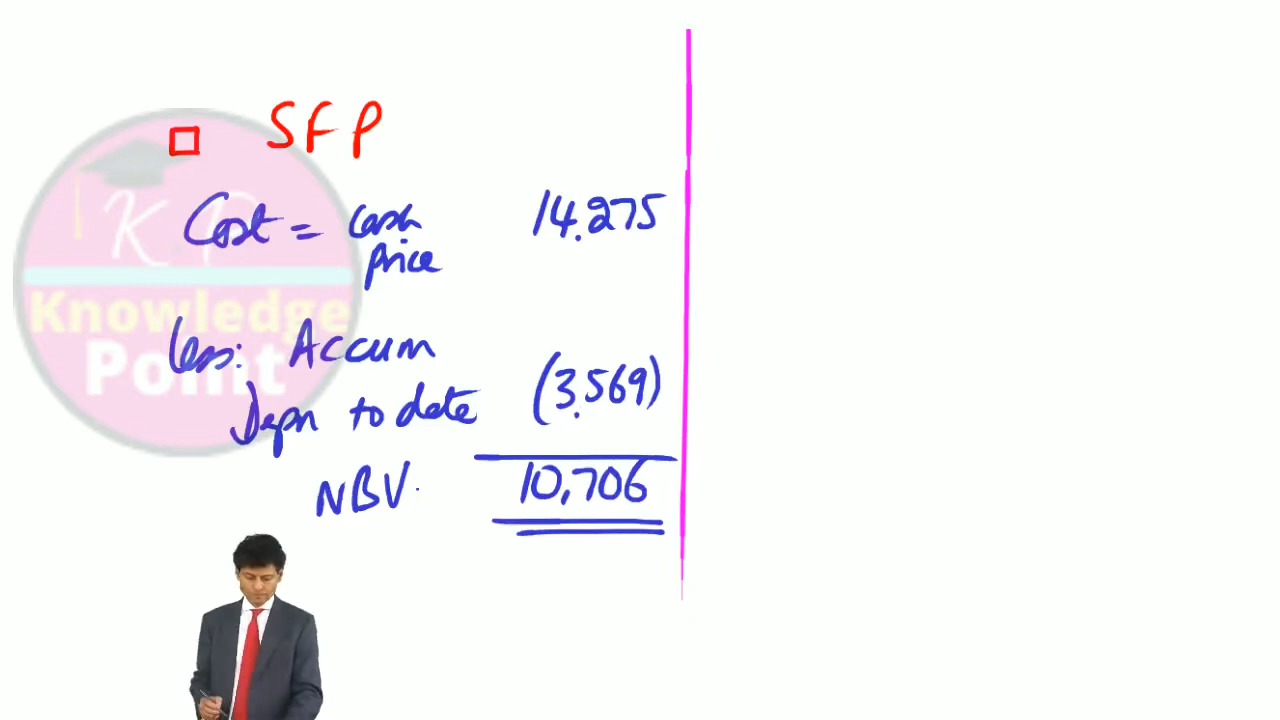 SFP
Cost = Cash 14,275
Price
less: Accum
Depn to date (3,569)
NBV 10,706
K P
Knowledge
Point